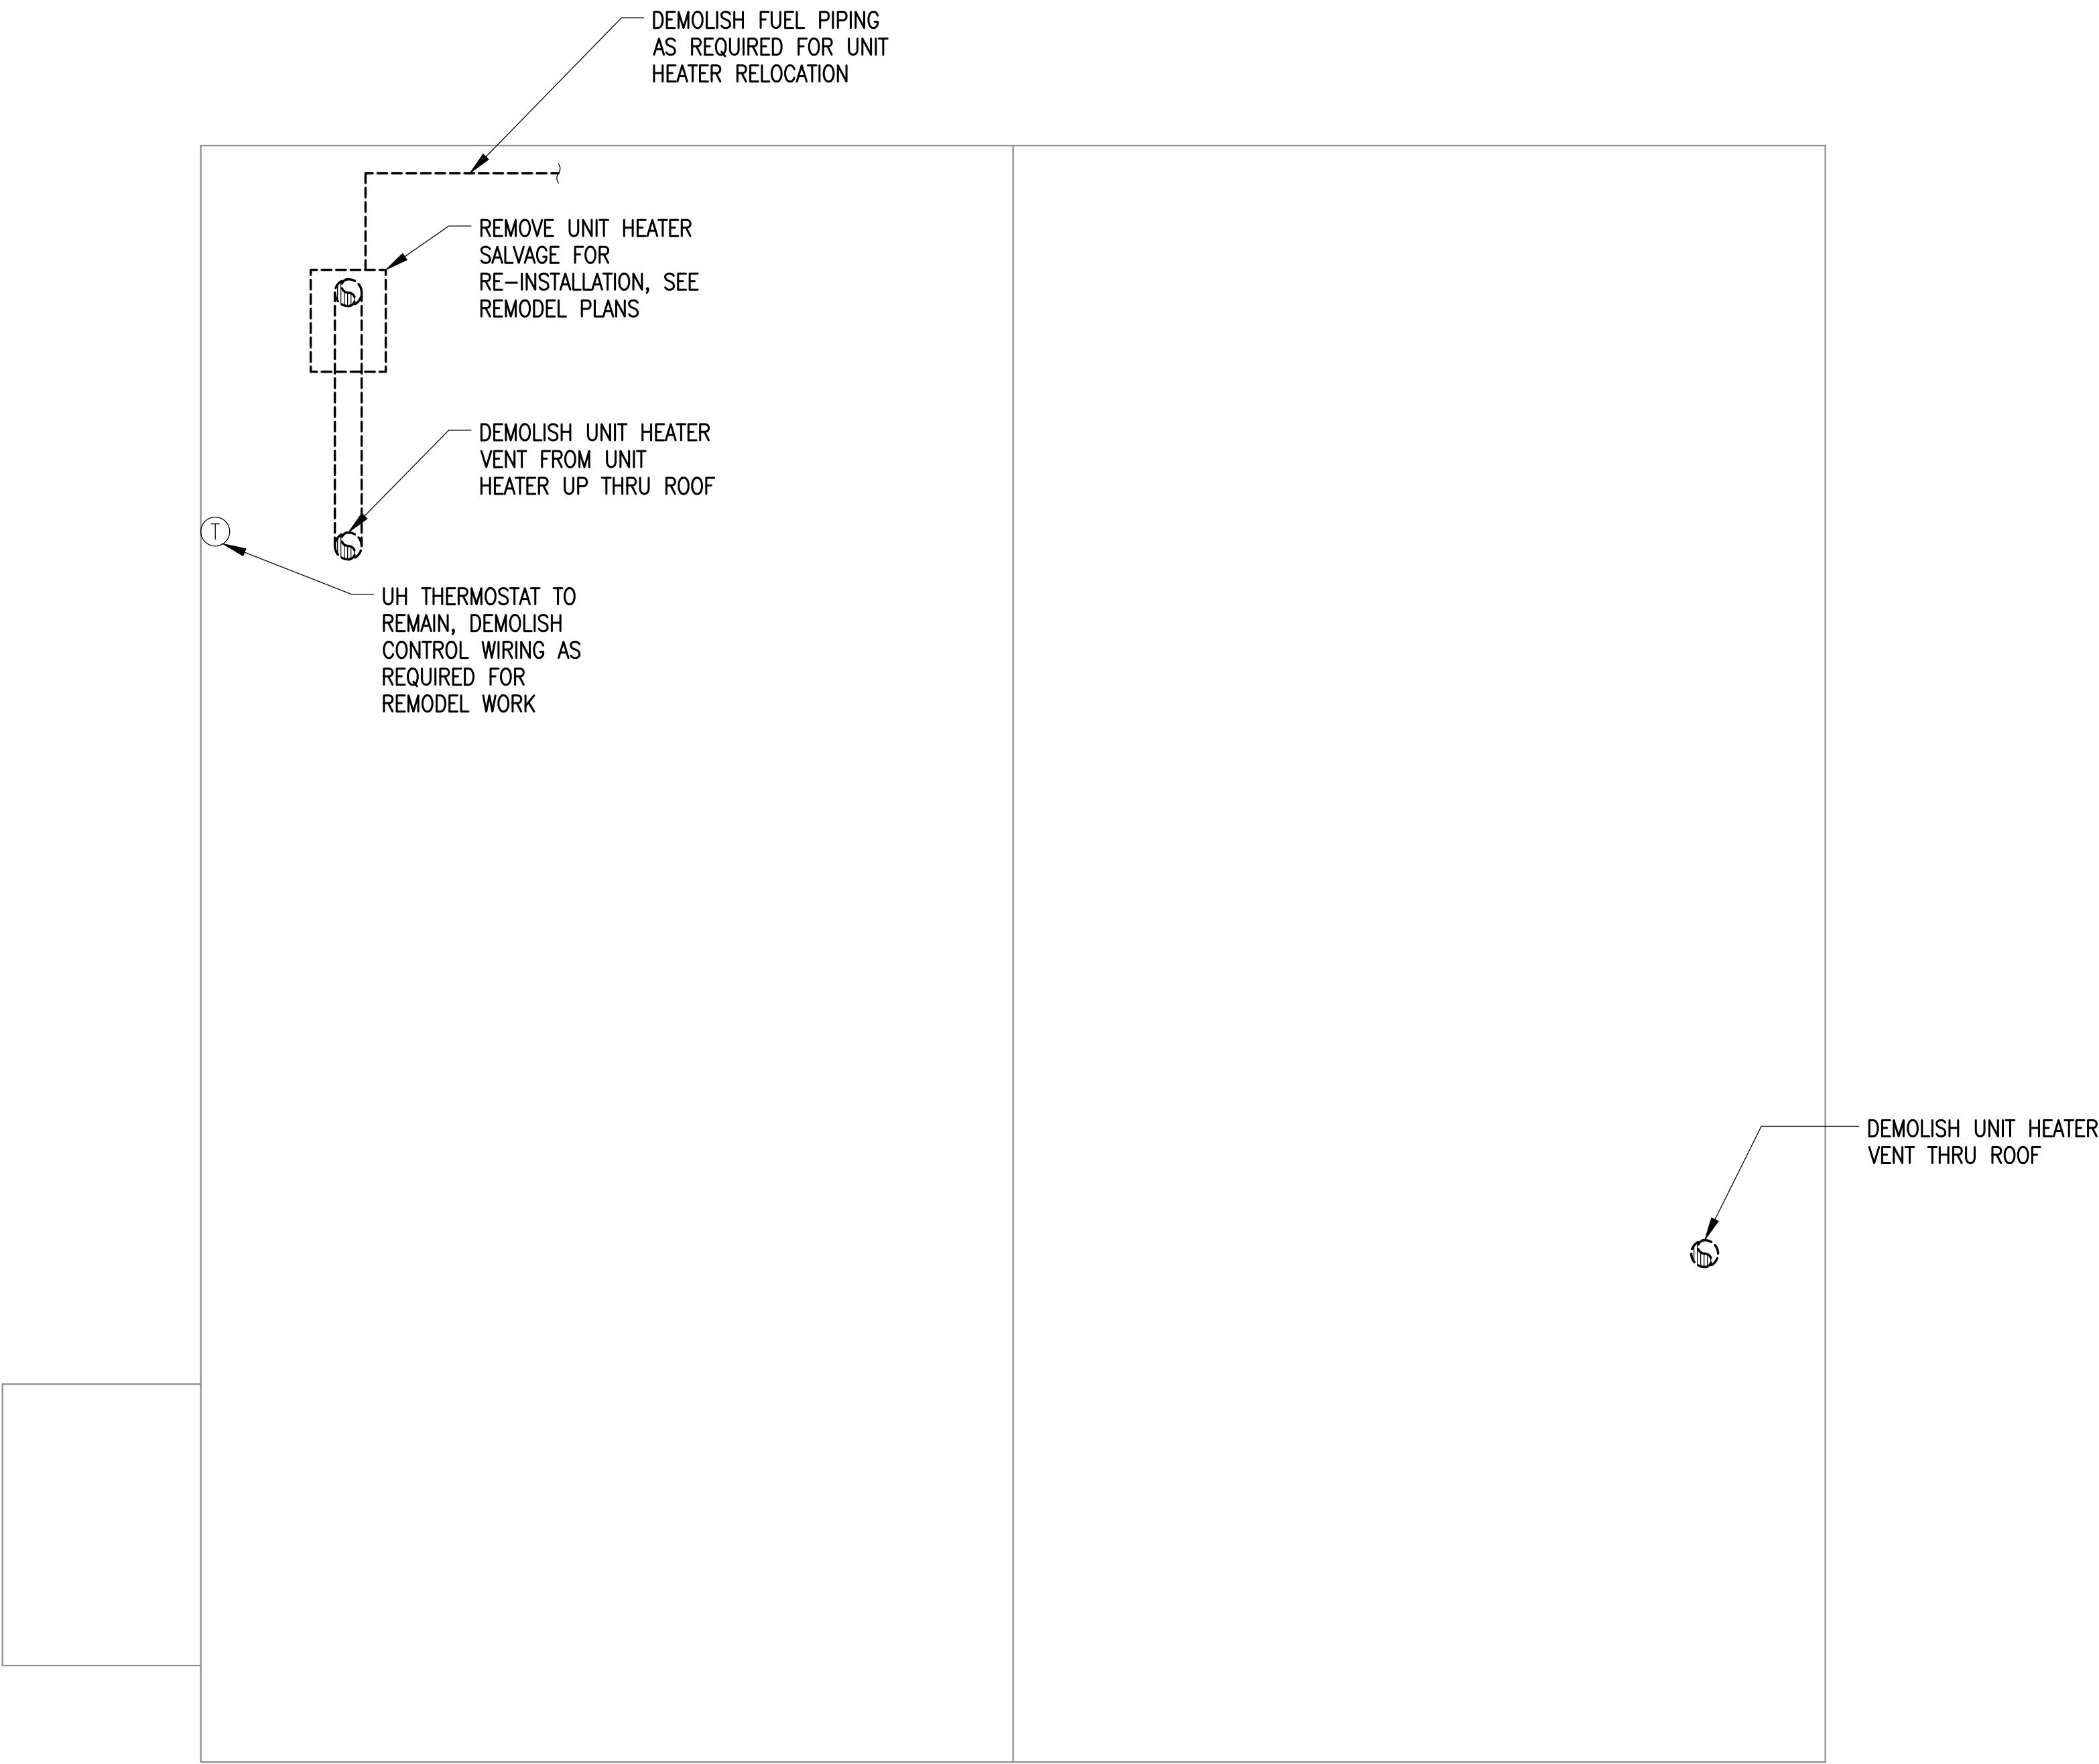 DEMOLISH FUEL PIPING
AS REQUIRED FOR UNIT
HEATER RELOCATION
REMOVE UNIT HEATER
SALVAGE FOR
RE-INSTALLATION, SEE
REMODEL PLANS
S
DEMOLISH UNIT HEATER
VENT FROM UNIT
HEATER UP THRU ROOF
T
S
UH THERMOSTAT TO
REMAIN, DEMOLISH
CONTROL WIRING AS
REQUIRED FOR
REMODEL WORK
DEMOLISH UNIT HEATER
VENT THRU ROOF
S